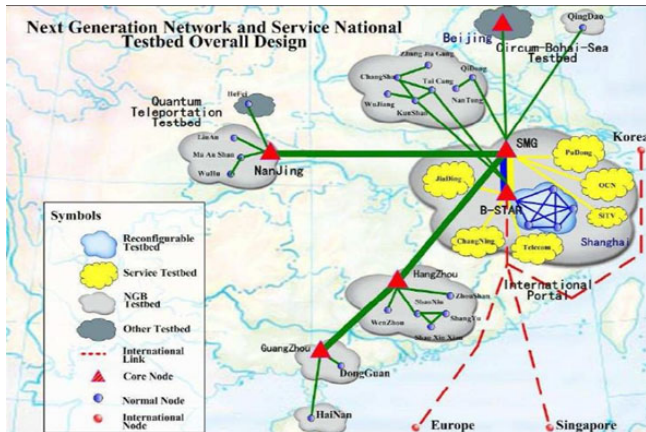 Next Generation Network and Service National
Testbed Overall Design
Beijing
QingDao
Circum-Bohai-Sea
Testbed
Zhang Jia Gang
ChangShu
Tai Cang
QiDong
WuJiang
NanTong
KunShan
HeFei
Quantum
Teleportation
Testbed
LinAn
Ma An Shan
WuHu
NanJing
SMG
Korea
PuDong
JiaDing
OCN
B-STAR
SiTV
ChangNing
Telecom
Shanghai
International
Portal
HangZhou
ZhouShan
WenZhou
ShangYu
GuangZhou
DongGuan
HaiNan
Europe
Singapore
Symbols
Reconfigurable
Testbed
Service Testbed
NGB
Testbed
Other Testbed
International
Link
Core Node
Normal Node
International
Node